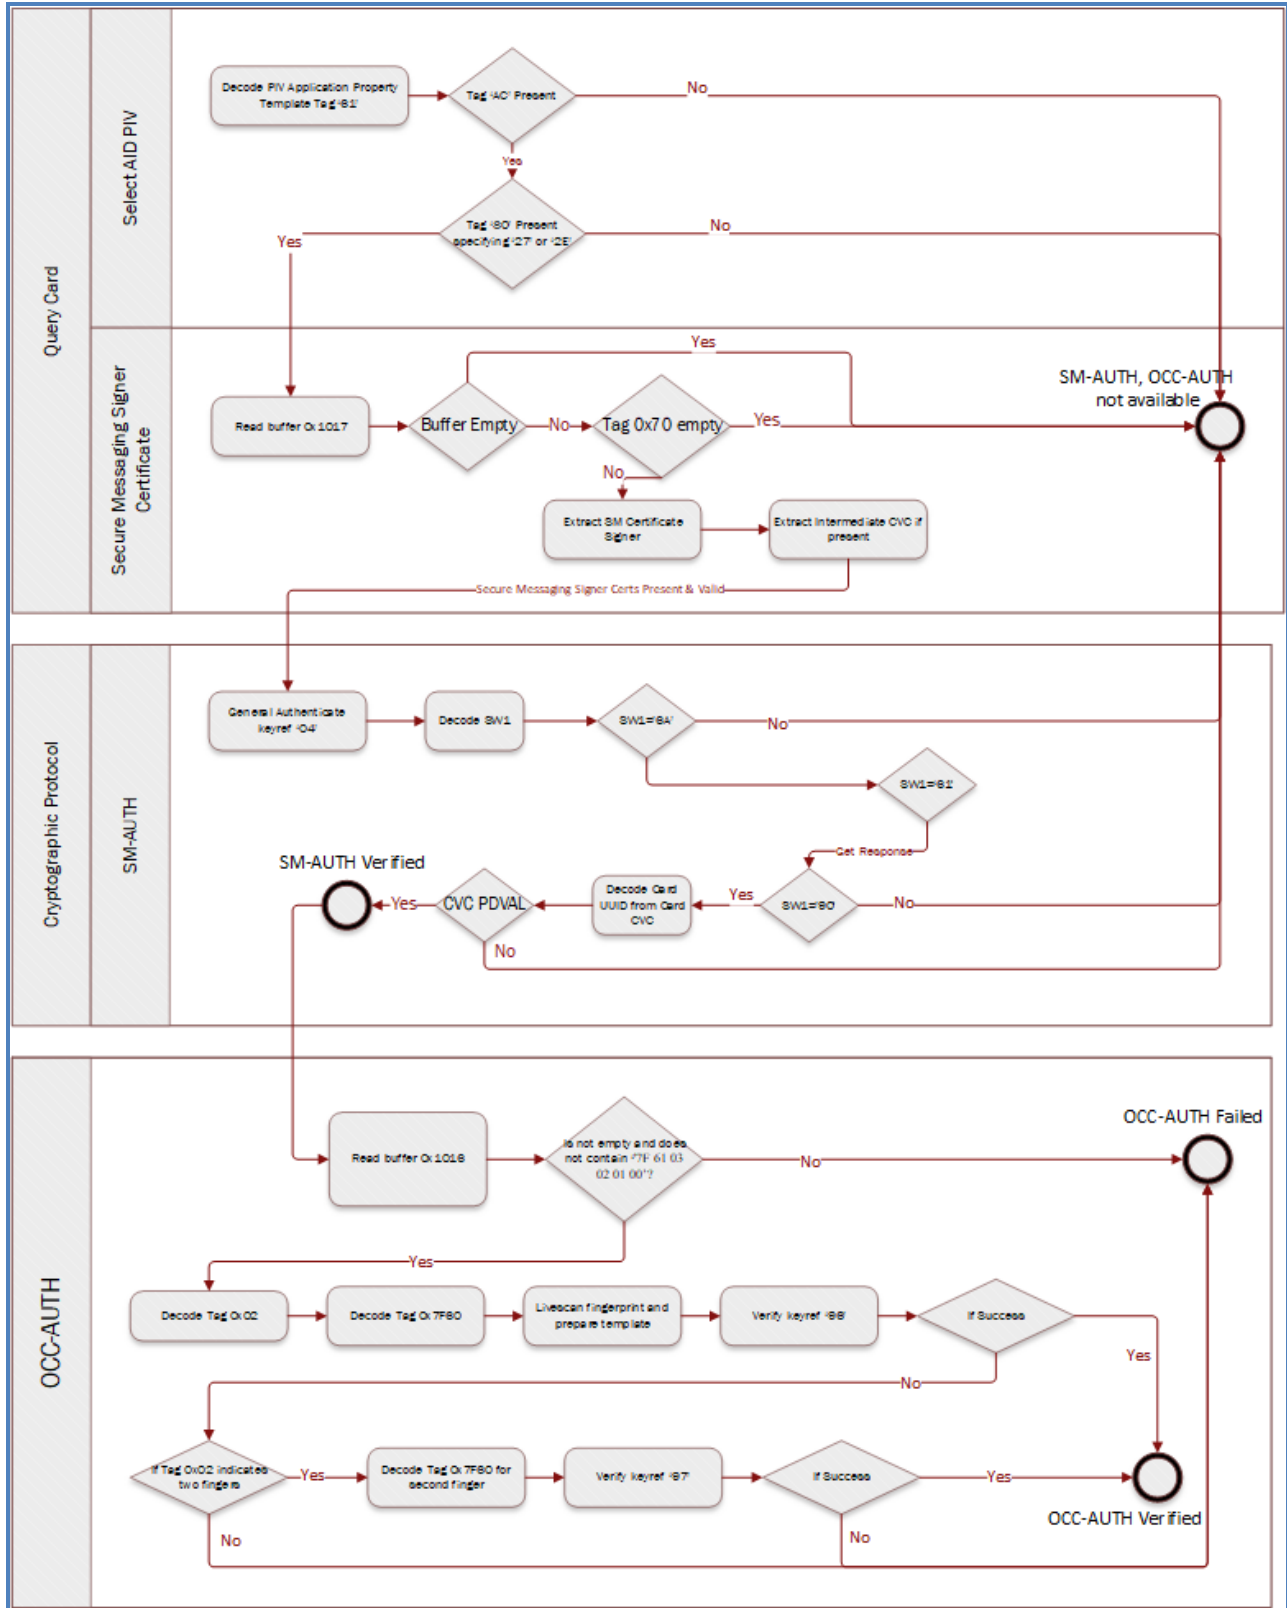 Query Card
Select AID PIV
Decode PIV Application Property
Template Tag '61'
Tag 'AC' Present
No
Yes
Tag '80' Present
specifying '27' or '2E'
No
Yes
Secure Messaging Signer
Certificate
Yes
SM-AUTH, OCC-AUTH
not available
Read buffer 0x1017
Buffer Empty
No
Tag 0x70 empty
Yes
No
Extract SM Certificate
Signer
Extract Intermediate CVC if
present
Secure Messaging Signer Certs Present & Valid
Cryptographic Protocol
SM-AUTH
General Authenticate
keyref '04'
Decode SW1
SW1='6A'
No
SW1='61'
Get Response
SM-AUTH Verified
Yes
CVC PDVAL
Decode Card
UUID from Card
CVC
Yes
SW1='90'
No
No
OCC-AUTH
Read buffer 0x1016
Is not empty and does
not contain '7F 61 03
02 01 00'?
No
OCC-AUTH Failed
Yes
Decode Tag 0x02
Decode Tag 0x7F60
Livescan fingerprint and
prepare template
Verify keyref '96'
If Success
Yes
No
If Tag 0x02 indicates
two fingers
Yes
Decode Tag 0x7F60 for
second finger
Verify keyref '97'
If Success
Yes
OCC-AUTH Verified
No
No